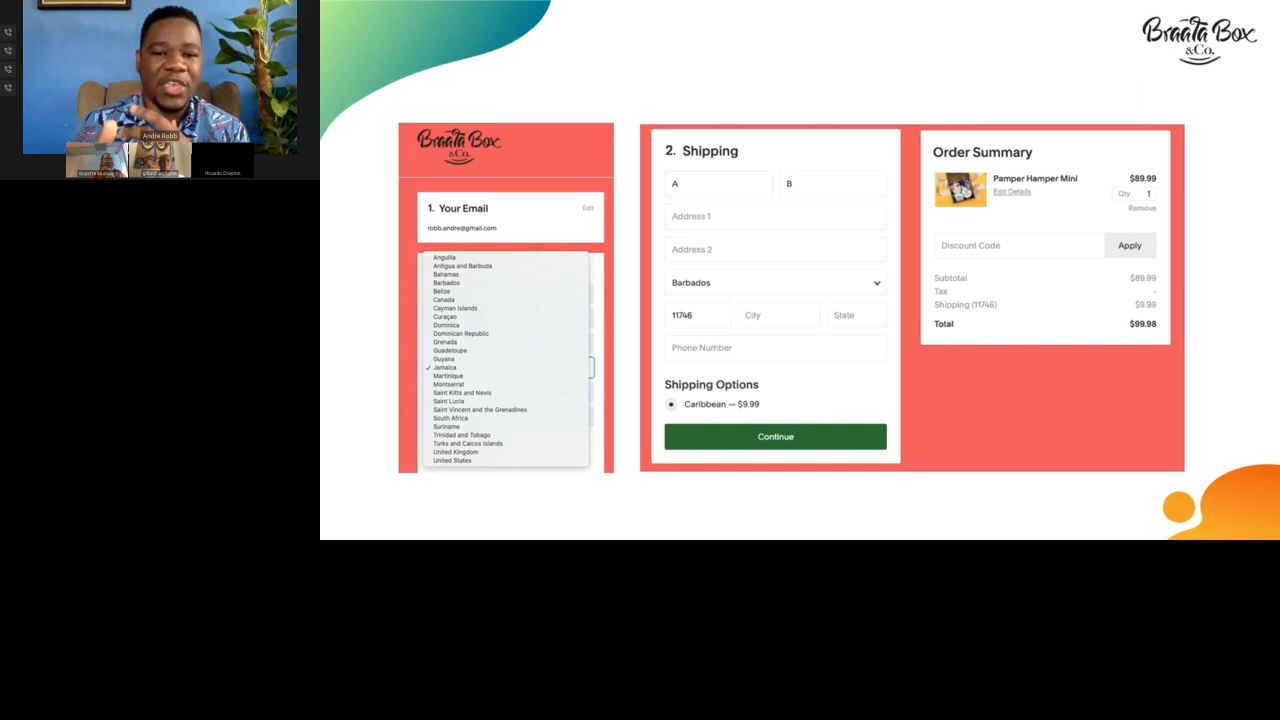 Andre Robb
Ricardo Drayton
Braata Box
&Co.
Braata Box
&Co.
1. Your Email
Edit
robb.andre@gmail.com
Anguilla
Antigua and Barbuda
Bahamas
Barbados
Belize
Canada
Cayman Islands
Curaçao
Dominica
Dominican Republic
Grenada
Guadeloupe
Guyana
✓ Jamaica
Martinique
Montserrat
Saint Kitts and Nevis
Saint Lucia
Saint Vincent and the Grenadines
South Africa
Suriname
Trinidad and Tobago
Turks and Caicos Islands
United Kingdom
United States
2. Shipping
A
B
Address 1
Address 2
Barbados
11746
City
State
Phone Number
Shipping Options
Caribbean — $9.99
Continue
Order Summary
Pamper Hamper Mini
$89.99
Edit Details
Qty 1
Remove
Discount Code
Apply
Subtotal $89.99
Tax -
Shipping (11746) $9.99
Total $99.98